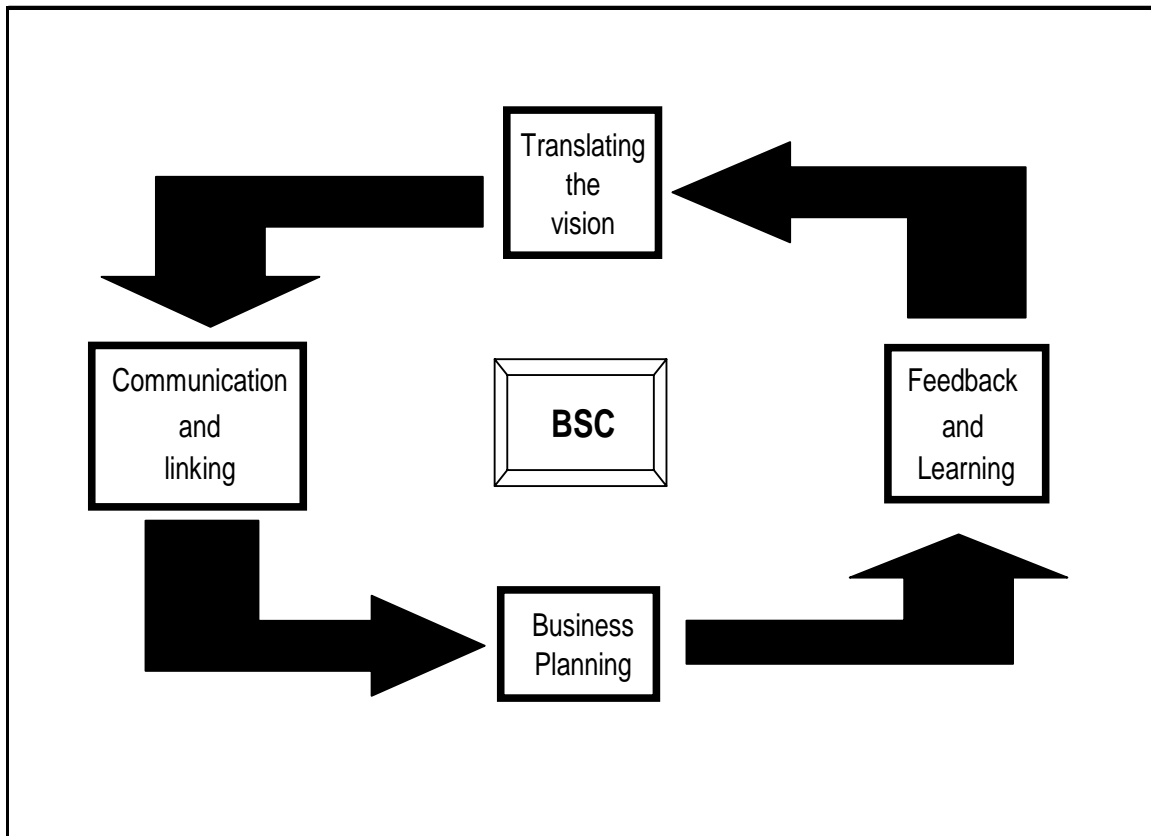 Translating
the
vision
Communication
and
linking
BSC
Feedback
and
Learning
Business
Planning